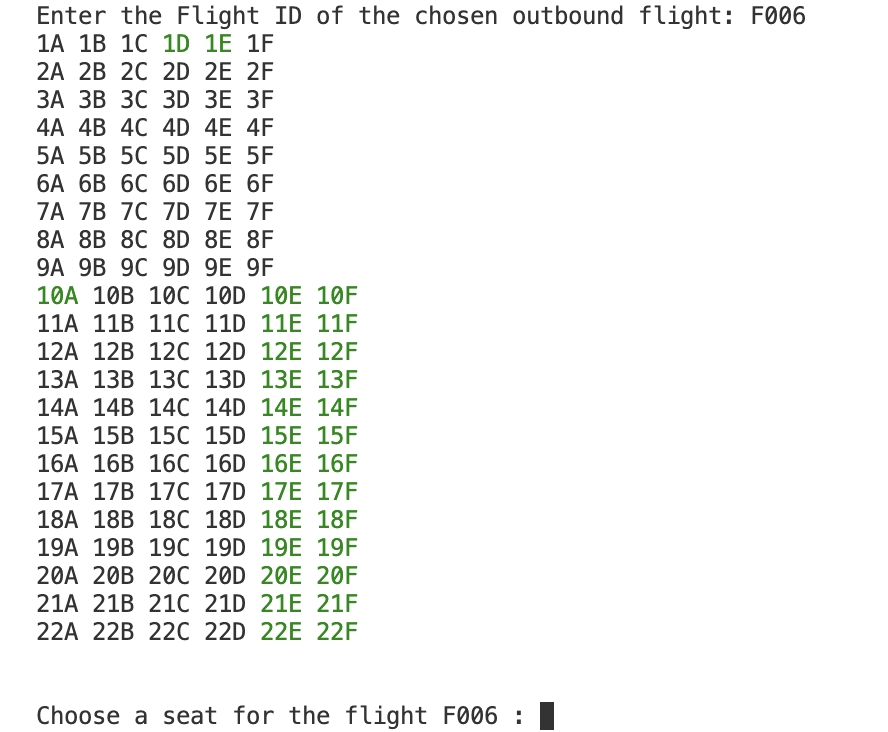 Enter the Flight ID of the chosen outbound flight: F006
1A 1B 1C 1D 1E 1F
2A 2B 2C 2D 2E 2F
3A 3B 3C 3D 3E 3F
4A 4B 4C 4D 4E 4F
5A 5B 5C 5D 5E 5F
6A 6B 6C 6D 6E 6F
7A 7B 7C 7D 7E 7F
8A 8B 8C 8D 8E 8F
9A 9B 9C 9D 9E 9F
10A 10B 10C 10D 10E 10F
11A 11B 11C 11D 11E 11F
12A 12B 12C 12D 12E 12F
13A 13B 13C 13D 13E 13F
14A 14B 14C 14D 14E 14F
15A 15B 15C 15D 15E 15F
16A 16B 16C 16D 16E 16F
17A 17B 17C 17D 17E 17F
18A 18B 18C 18D 18E 18F
19A 19B 19C 19D 19E 19F
20A 20B 20C 20D 20E 20F
21A 21B 21C 21D 21E 21F
22A 22B 22C 22D 22E 22F
Choose a seat for the flight F006 :